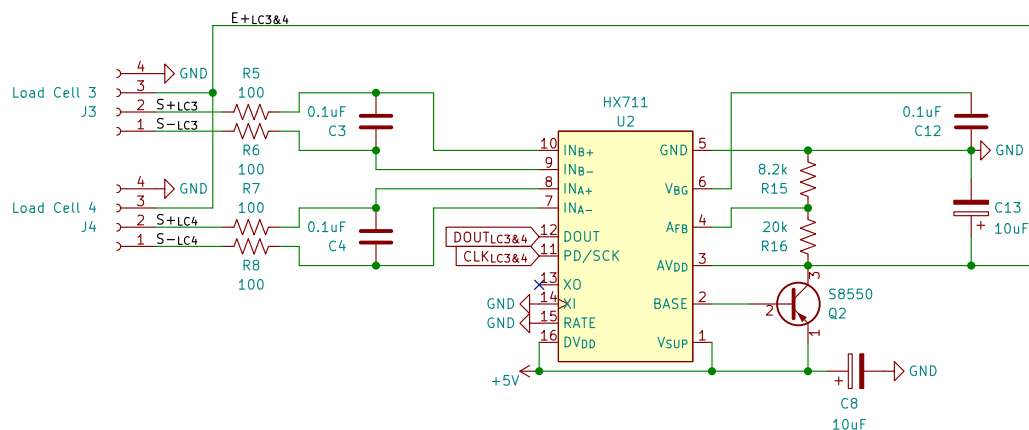 E+LC3&4
4 GND
Load Cell 3
3
J3
2 S+LC3
1 S-LC3
R5
100
R6
100
0.1uF
C3
4 GND
Load Cell 4
3
J4
2 S+LC4
1 S-LC4
R7
100
R8
100
0.1uF
C4
HX711
U2
10 INB+
9 INB-
8 INA+
7 INA-
DOUTLC3&4 12 DOUT
CLKLC3&4 11 PD/SCK
13 XO
GND 14 XI
GND 15 RATE
16 DVDD
+5V
GND 5
VBG 6
AFB 4
AVDD 3
BASE 2
VSUP 1
8.2k
R15
20k
R16
0.1uF
C12
GND
C13
+
10uF
3
2
1
S8550
Q2
+
GND
C8
10uF